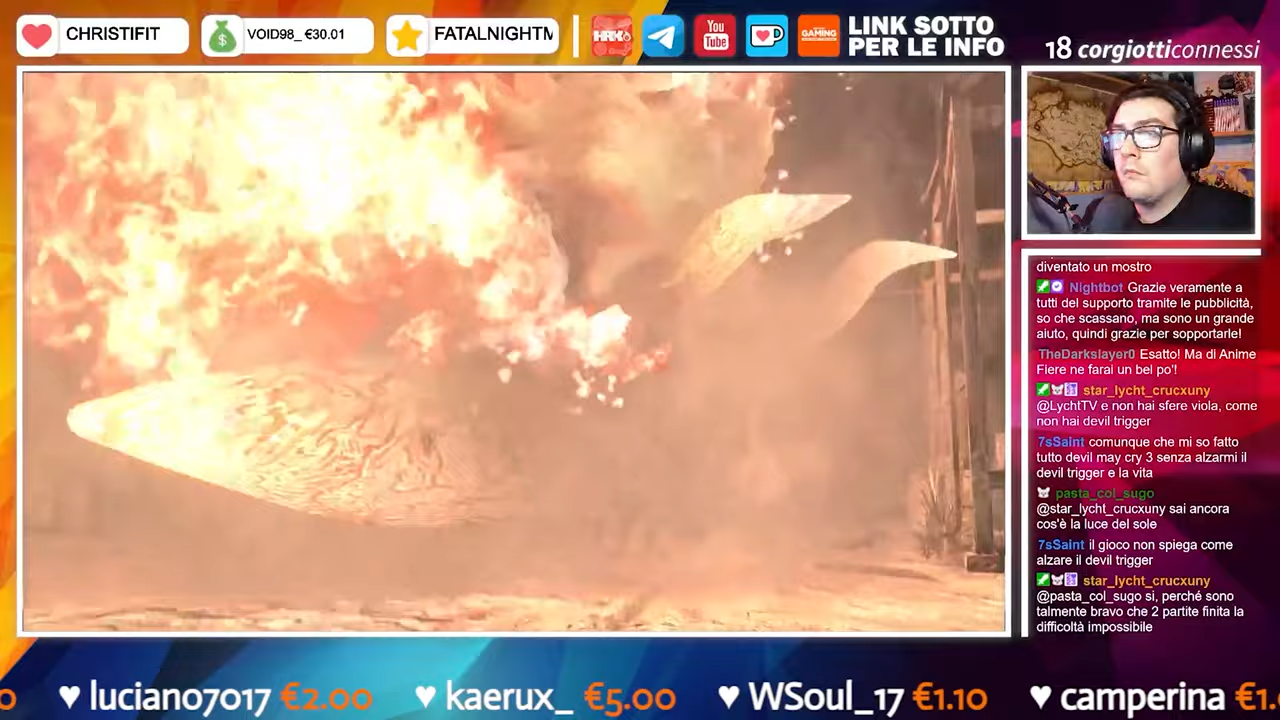 CHRISTIFIT
VOID98_ €30.01
FATALNIGHTM
HRK
You
Tube
GAMING
LINK SOTTO
PER LE INFO
18 corgiotticonnessi
diventato un mostro
Nightbot Grazie veramente a
tutti del supporto tramite le pubblicità,
so che scassano, ma sono un grande
aiuto, quindi grazie per sopportarle!
TheDarkslayer0 Esatto! Ma di Anime
Fiere ne farai un bel po'!
star_lycht_crucxuny
@LychtTV e non hai sfere viola, come
non hai devil trigger
7sSaint comunque che mi so fatto
tutto devil may cry 3 senza alzarmi il
devil trigger e la vita
pasta_col_sugo
@star_lycht_crucxuny sai ancora
cos'è la luce del sole
7sSaint il gioco non spiega come
alzare il devil trigger
star_lycht_crucxuny
@pasta_col_sugo si, perché sono
talmente bravo che 2 partite finita la
difficoltà impossibile
0 ♥ luciano7017 €2.00 ♥ kaerux_ €5.00 ♥ WSoul_17 €1.10 ♥ camperina €1.